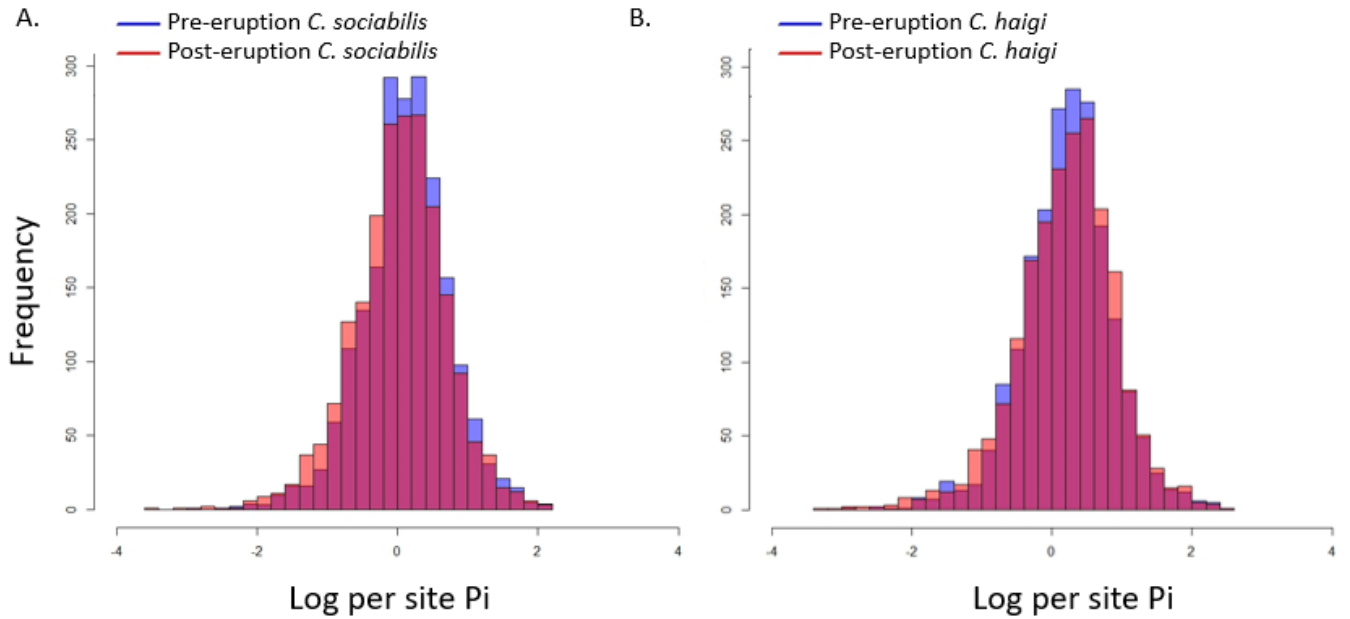 A.
Pre-eruption C. sociabilis
Post-eruption C. sociabilis
300
250
200
150
100
50
0
Frequency
-4 -2 0 2 4
Log per site Pi
B.
Pre-eruption C. haigi
Post-eruption C. haigi
300
250
200
150
100
50
0
-4 -2 0 2 4
Log per site Pi